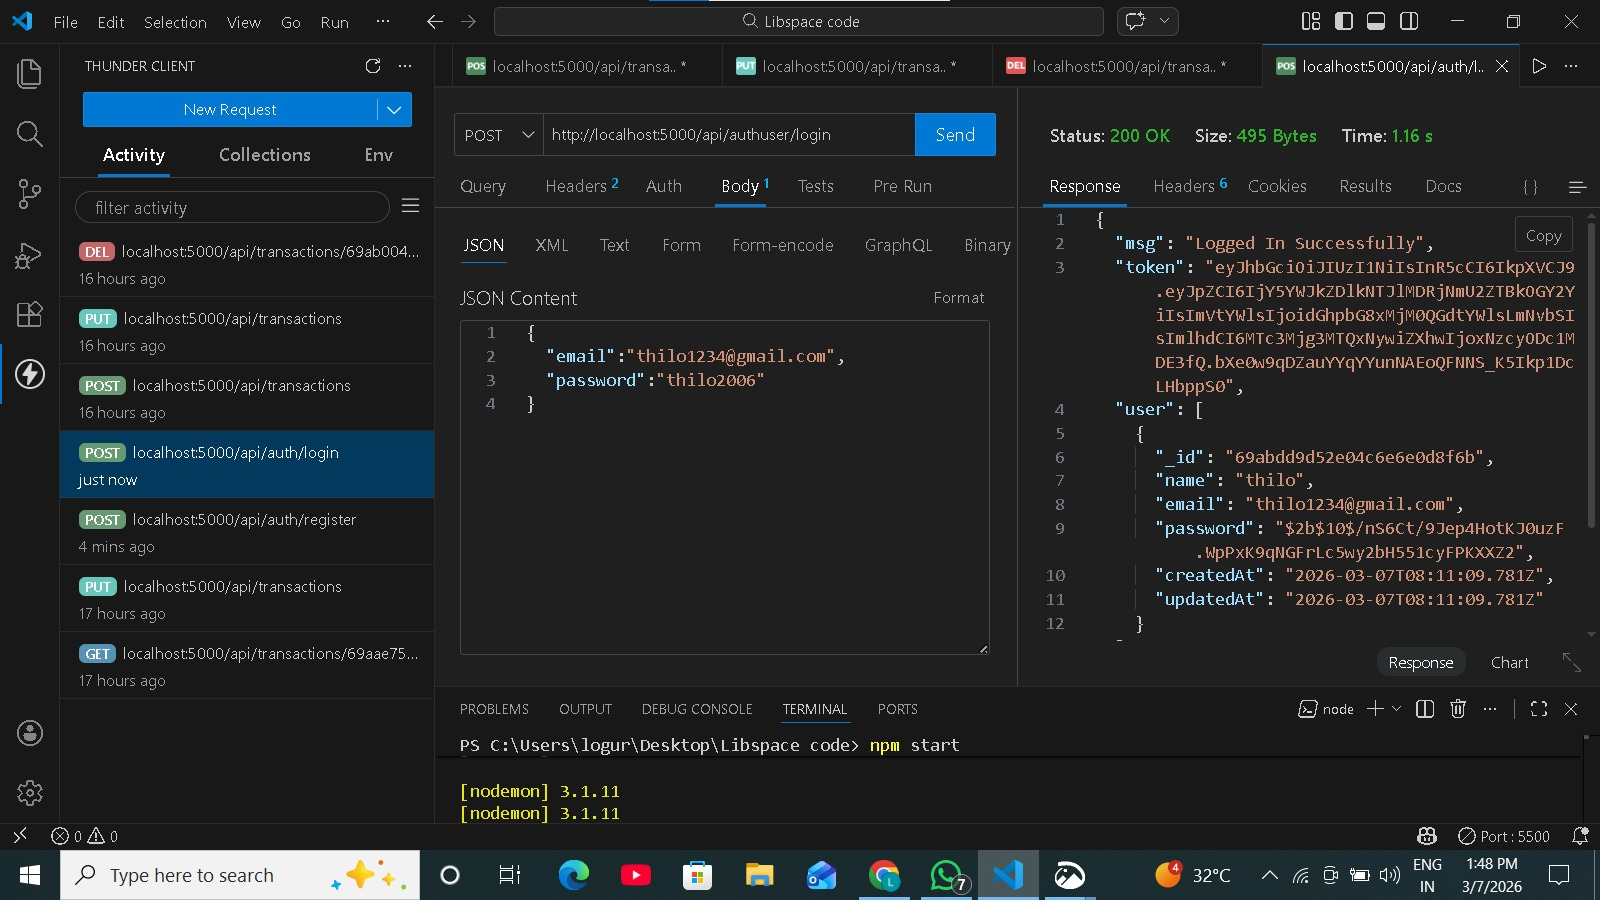 File Edit Selection View Go Run ··· Libspace code
THUNDER CLIENT
New Request
Activity Collections Env
filter activity
DEL localhost:5000/api/transactions/69ab004...
16 hours ago
PUT localhost:5000/api/transactions
16 hours ago
POST localhost:5000/api/transactions
16 hours ago
POST localhost:5000/api/auth/login
just now
POST localhost:5000/api/auth/register
4 mins ago
PUT localhost:5000/api/transactions
17 hours ago
GET localhost:5000/api/transactions/69aae75...
17 hours ago
POS localhost:5000/api/transa.. * PUT localhost:5000/api/transa.. * DEL localhost:5000/api/transa.. * POS localhost:5000/api/auth/l..
POST http://localhost:5000/api/authuser/login Send
Query Headers 2 Auth Body 1 Tests Pre Run
JSON XML Text Form Form-encode GraphQL Binary
JSON Content Format
1 {
2 "email":"thilo1234@gmail.com",
3 "password":"thilo2006"
4 }
Status: 200 OK Size: 495 Bytes Time: 1.16 s
Response Headers 6 Cookies Results Docs {}
Copy
1 {
2 "msg": "Logged In Successfully",
3 "token": "eyJhbGciOiJIUzI1NiIsInR5cCI6IkpXVCJ9
.eyJpZCI6IjY5YWJkZDlkNTJlMDRjNmU2ZTBkOGY2Y
iIsImVtYWlsIjoidGhpbG8xMjM0QGdtYWlsLmNvbSI
sImlhdCI6MTc3Mjg3MTQxNywiZXhwIjoxNzcyODc1M
DE3fQ.bXe0w9qDZauYYqYYunNAEoQFNNS_K5Ikp1Dc
LHbppS0",
4 "user": [
5 {
6 "_id": "69abdd9d52e04c6e6e0d8f6b",
7 "name": "thilo",
8 "email": "thilo1234@gmail.com",
9 "password": "$2b$10$/nS6Ct/9Jep4HotKJ0uzF
.WpPxK9qNGFrLc5wy2bH551cyFPKXXZ2",
10 "createdAt": "2026-03-07T08:11:09.781Z",
11 "updatedAt": "2026-03-07T08:11:09.781Z"
12 }
Response Chart
PROBLEMS OUTPUT DEBUG CONSOLE TERMINAL PORTS node
PS C:\Users\logur\Desktop\Libspace code> npm start
[nodemon] 3.1.11
[nodemon] 3.1.11
0 0 Port : 5500
Type here to search 7 4 32°C ENG
IN 1:48 PM
3/7/2026